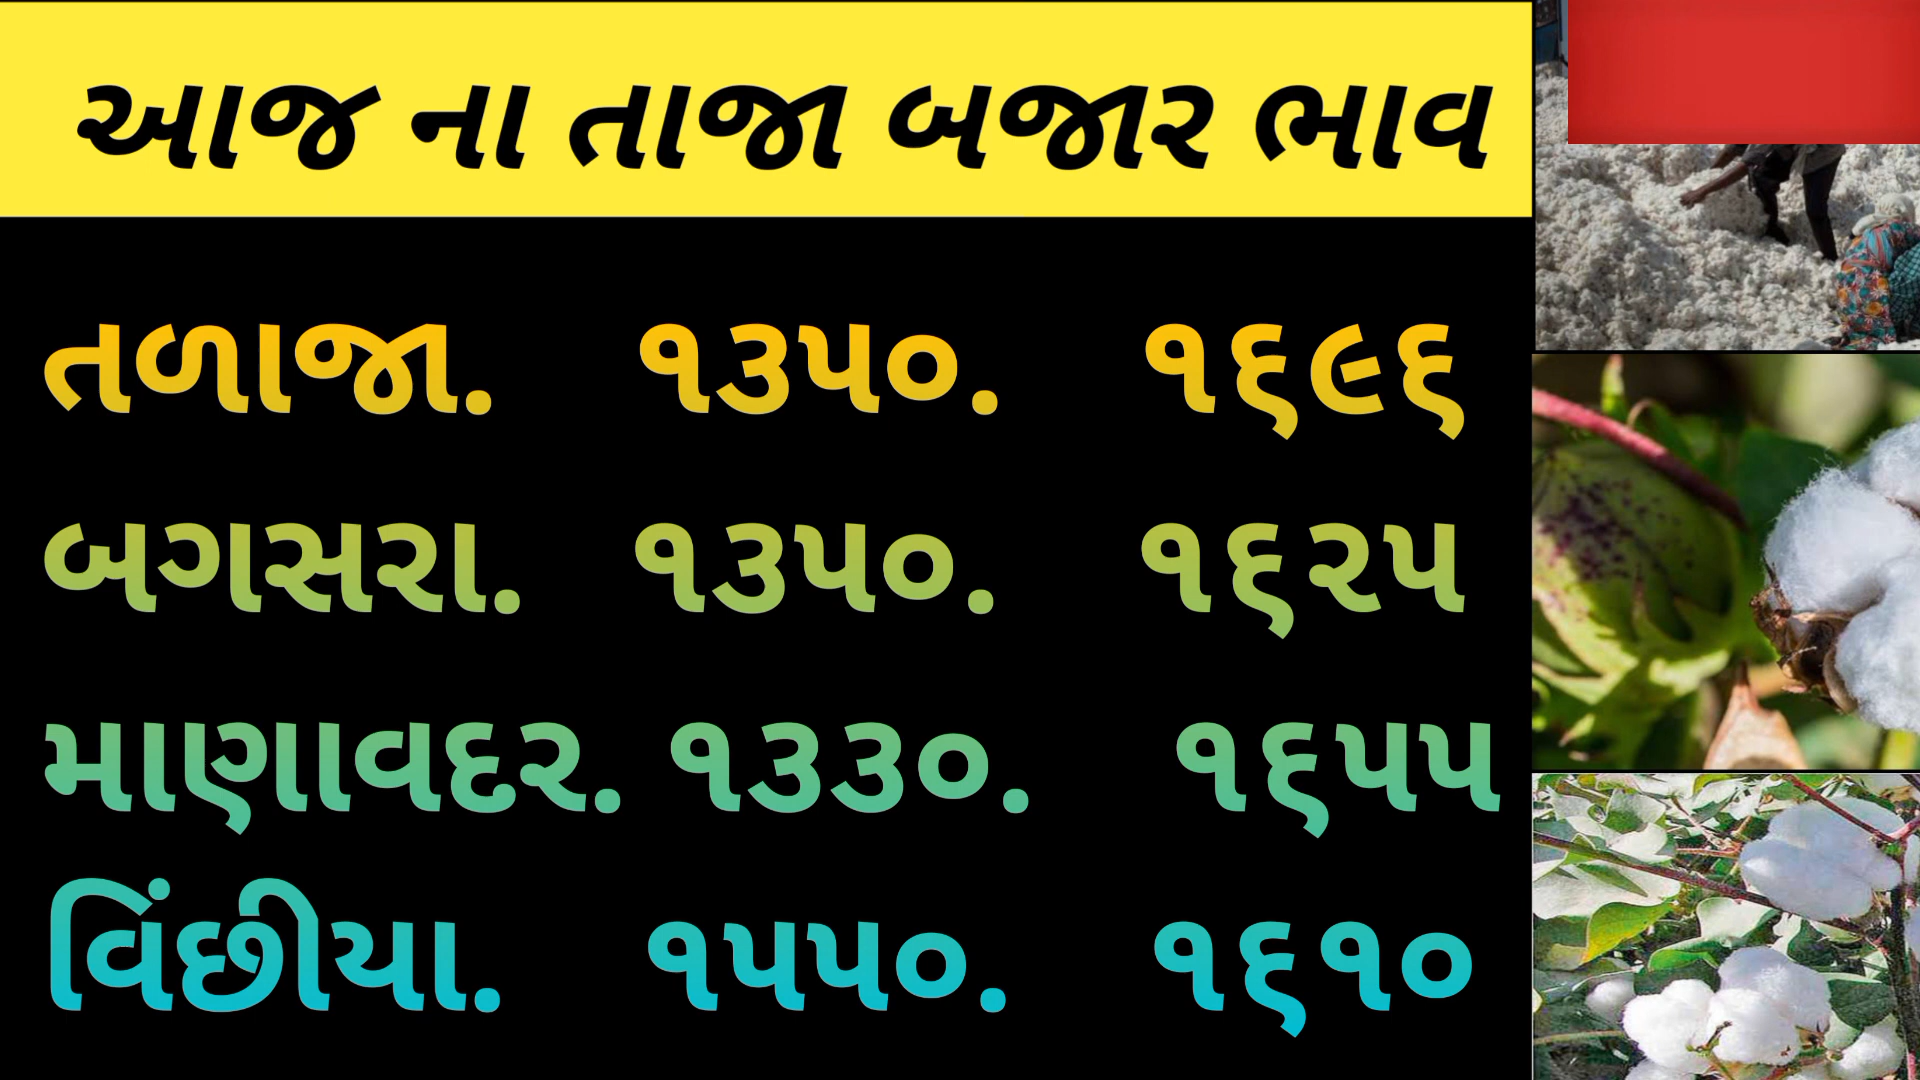 આજ ના તાજા બજાર ભાવ
તળાજા. ૧૩૫૦. ૧૬૯૬
બગસરા. ૧૩૫૦. ૧૬૨૫
માણાવદર. ૧૩૩૦. ૧૬૫૫
વિંછીયા. ૧૫૫૦. ૧૬૧૦